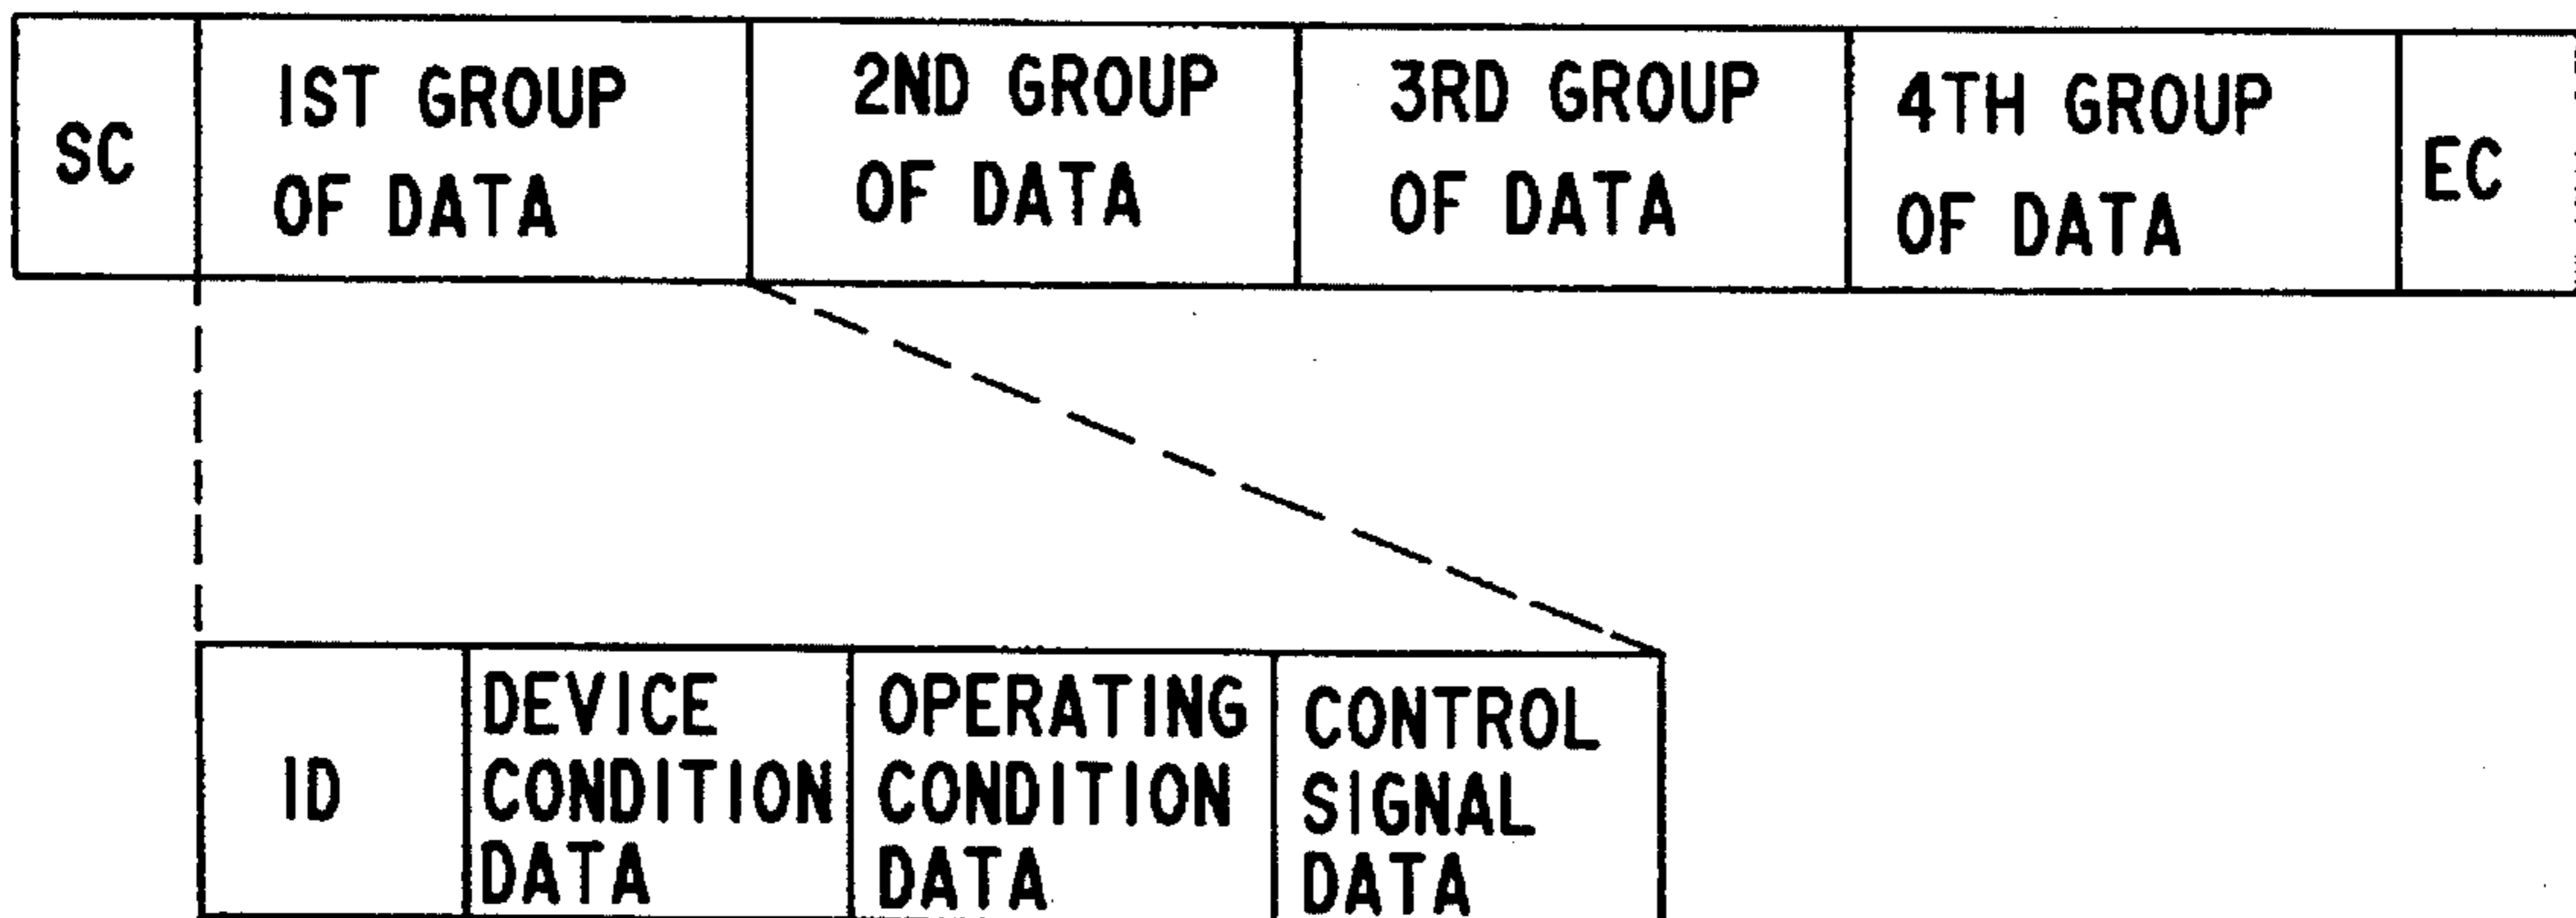 SC
1ST GROUP
OF DATA
2ND GROUP
OF DATA
3RD GROUP
OF DATA
4TH GROUP
OF DATA
EC
ID
DEVICE
CONDITION
DATA
OPERATING
CONDITION
DATA
CONTROL
SIGNAL
DATA